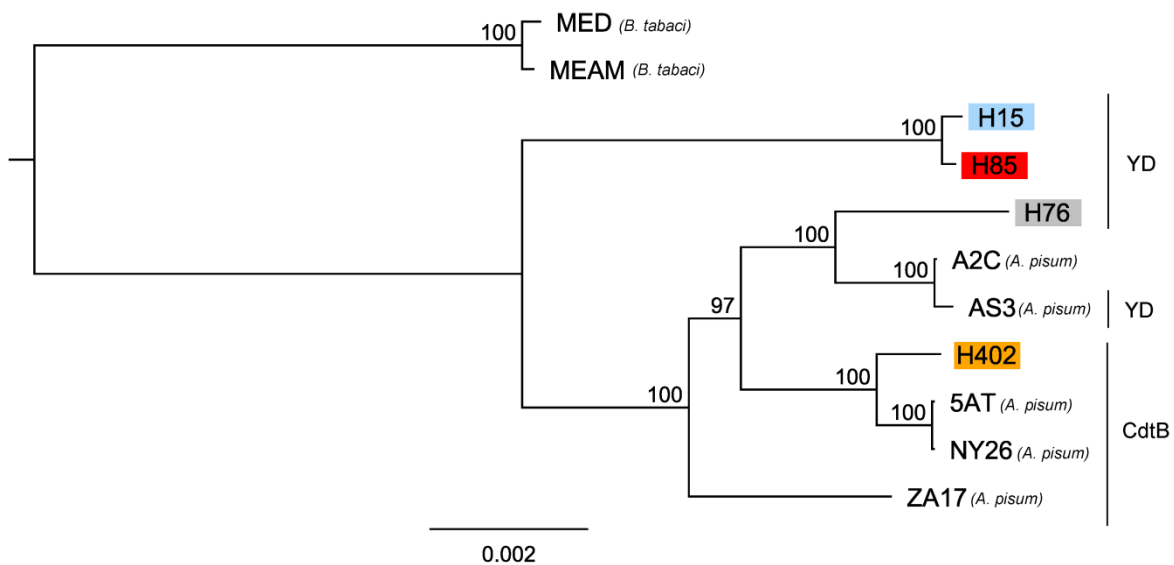 100
MED (B. tabaci)
MEAM (B. tabaci)
100
H15
H85
YD
H76
100
A2C (A. pisum)
100
AS3 (A. pisum)
YD
97
H402
100
5AT (A. pisum)
100
NY26 (A. pisum)
CdtB
100
ZA17 (A. pisum)
0.002